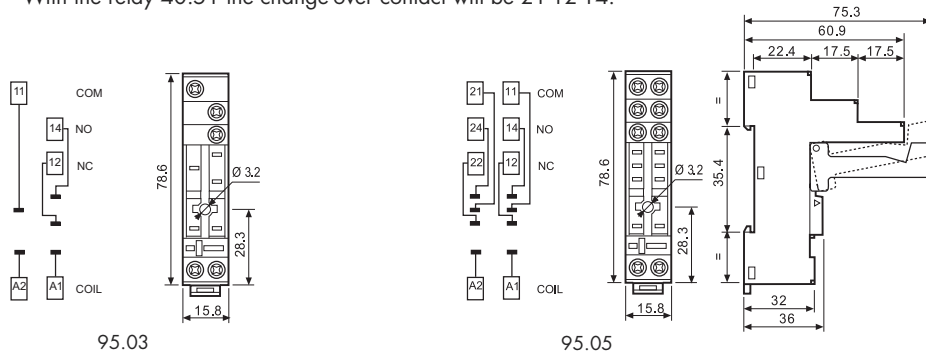 With the relay 40.31 the change over contact will be 21-12-14.
75.3
60.9
22.4 17.5 17.5
11 COM
14 NO
12 NC
78.6
Ø 3.2
28.3
A2 A1 COIL
15.8
95.03
21 11 COM
24 14 NO
22 12 NC
78.6
Ø 3.2
28.3
A2 A1 COIL
15.8
95.05
=
35.4
=
32
36